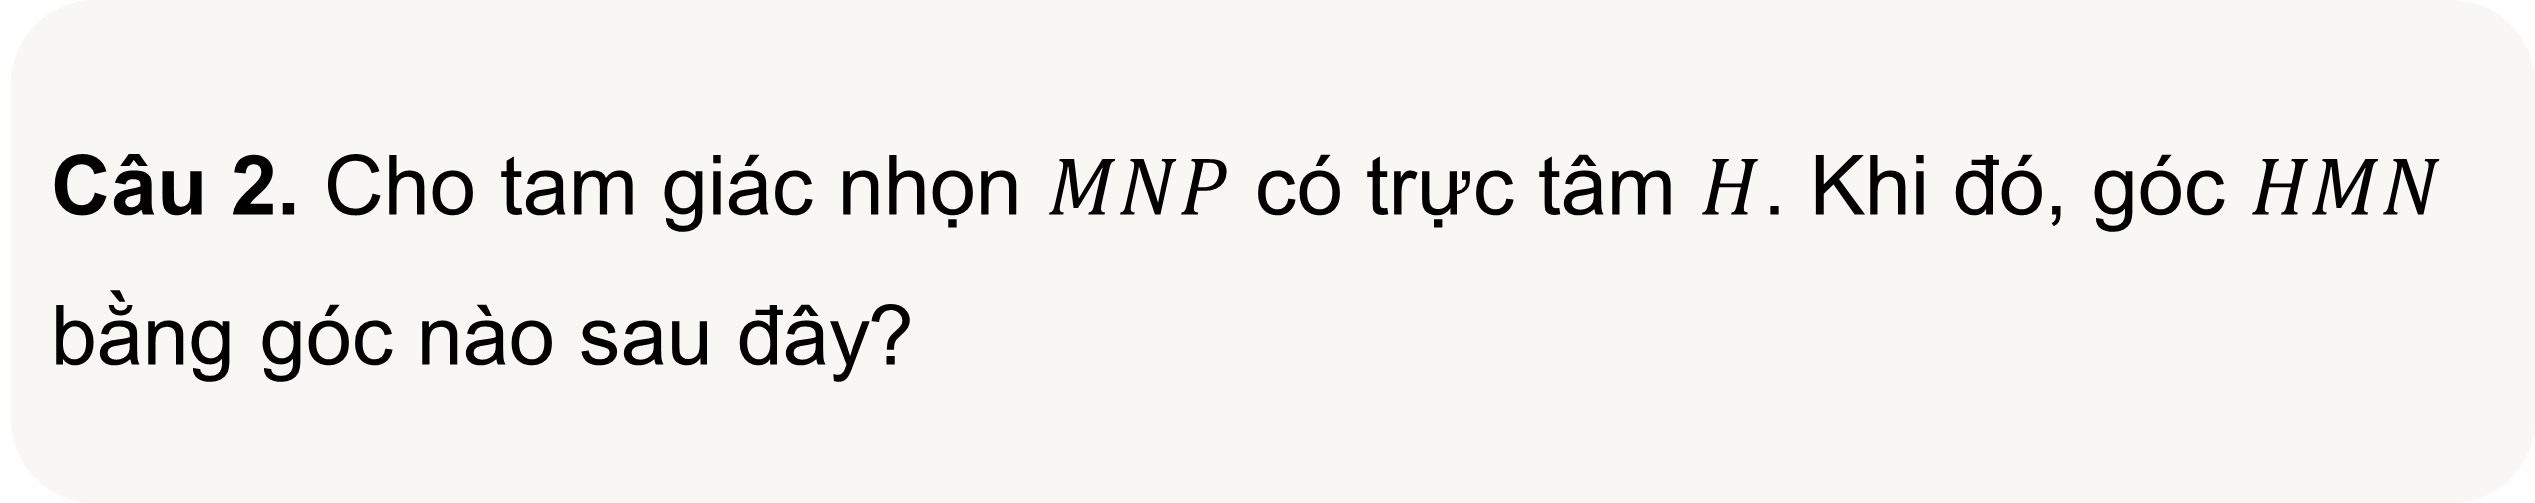 Câu 2. Cho tam giác nhọn MNP có trực tâm H. Khi đó, góc HMN
bằng góc nào sau đây?